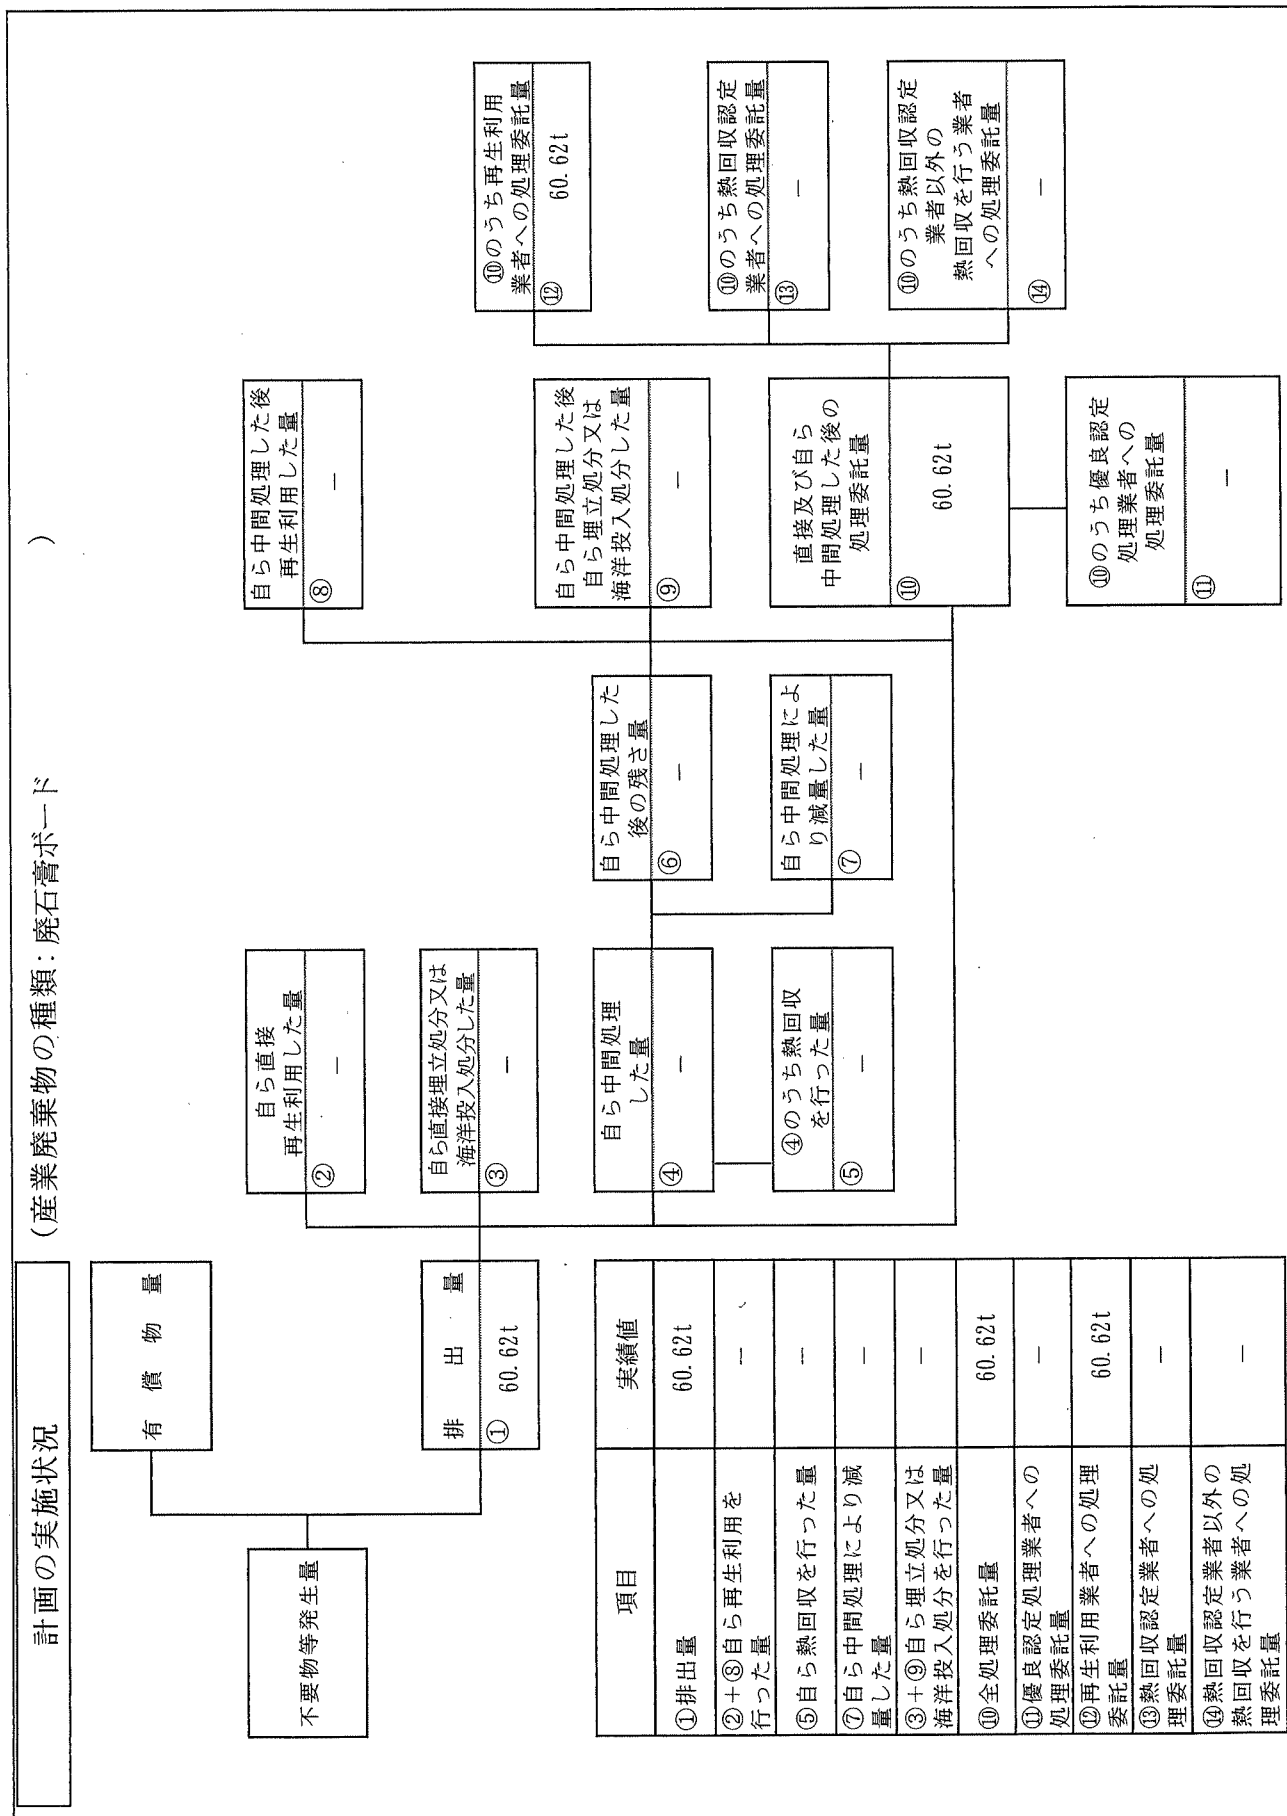 計画の実施状況
(産業廃棄物の種類:廃石膏ボード )
不要物等発生量
有 償 物 量
排 出 量
① 60.62t
自ら直接
再生利用した量
② −
自ら直接埋立処分又は
海洋投入処分した量
③ −
自ら中間処理
した量
④ −
④のうち熱回収
を行った量
⑤ −
自ら中間処理した
後の残さ量
⑥ −
自ら中間処理によ
り減量した量
⑦ −
自ら中間処理した後
再生利用した量
⑧ −
自ら中間処理した後
自ら埋立処分又は
海洋投入処分した量
⑨ −
直接及び自ら
中間処理した後の
処理委託量
⑩ 60.62t
⑩のうち優良認定
処理業者への
処理委託量
⑪ −
⑩のうち再生利用
業者への処理委託量
⑫ 60.62t
⑩のうち熱回収認定
業者への処理委託量
⑬ −
⑩のうち熱回収認定
業者以外の
熱回収を行う業者
への処理委託量
⑭ −
項目 実績値
①排出量 60.62t
②+⑧自ら再生利用を
行った量 −
⑤自ら熱回収を行った量 −
⑦自ら中間処理により減
量した量 −
③+⑨自ら埋立処分又は
海洋投入処分を行った量 −
⑩全処理委託量 60.62t
⑪優良認定処理業者への
処理委託量 −
⑫再生利用業者への処理
委託量 60.62t
⑬熱回収認定業者への処
理委託量 −
⑭熱回収認定業者以外の
熱回収を行う業者への処
理委託量 −